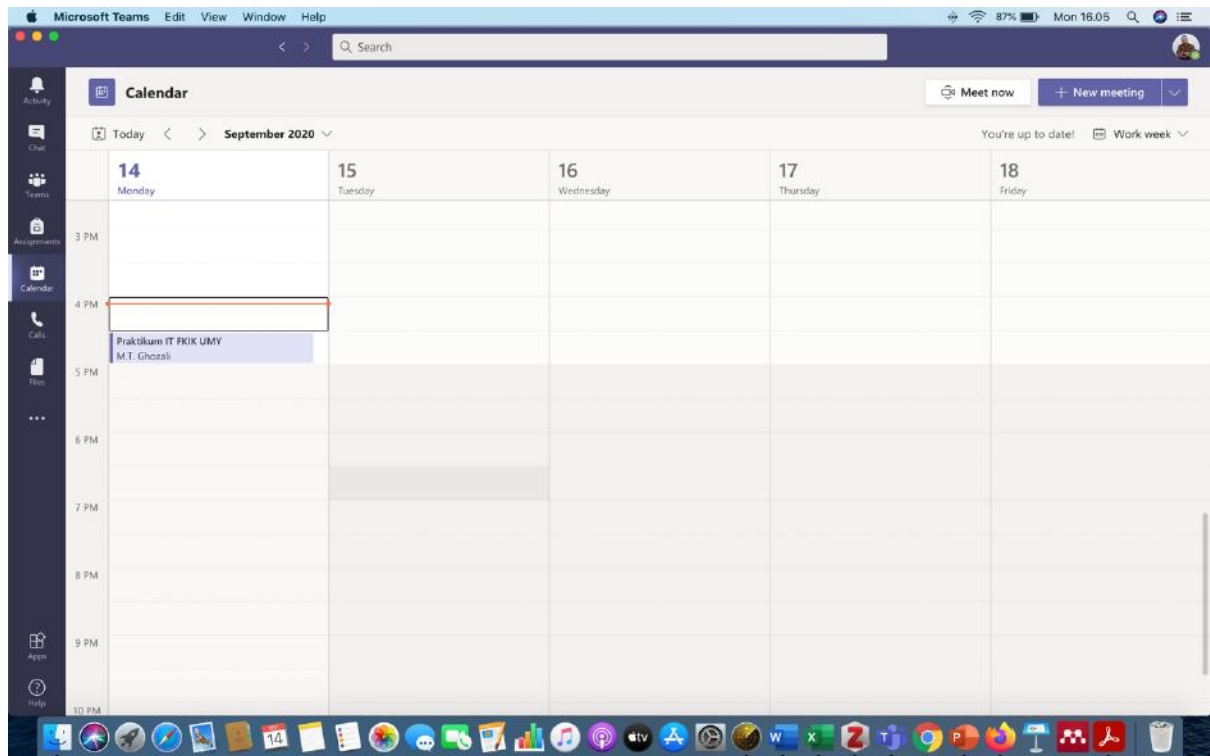 Microsoft Teams Edit View Window Help 87% Mon 16.05
Search
Activity
Chat
Teams
Assignments
Calendar
Calls
Files
Apps
Help
Calendar
Meet now
+ New meeting
Today < > September 2020
You're up to date!
Work week
14 15 16 17 18
Monday Tuesday Wednesday Thursday Friday
3 PM
4 PM
Praktikum IT FKIK UMY
M.T. Ghozali
5 PM
6 PM
7 PM
8 PM
9 PM
10 PM
14 tv W X Z T P